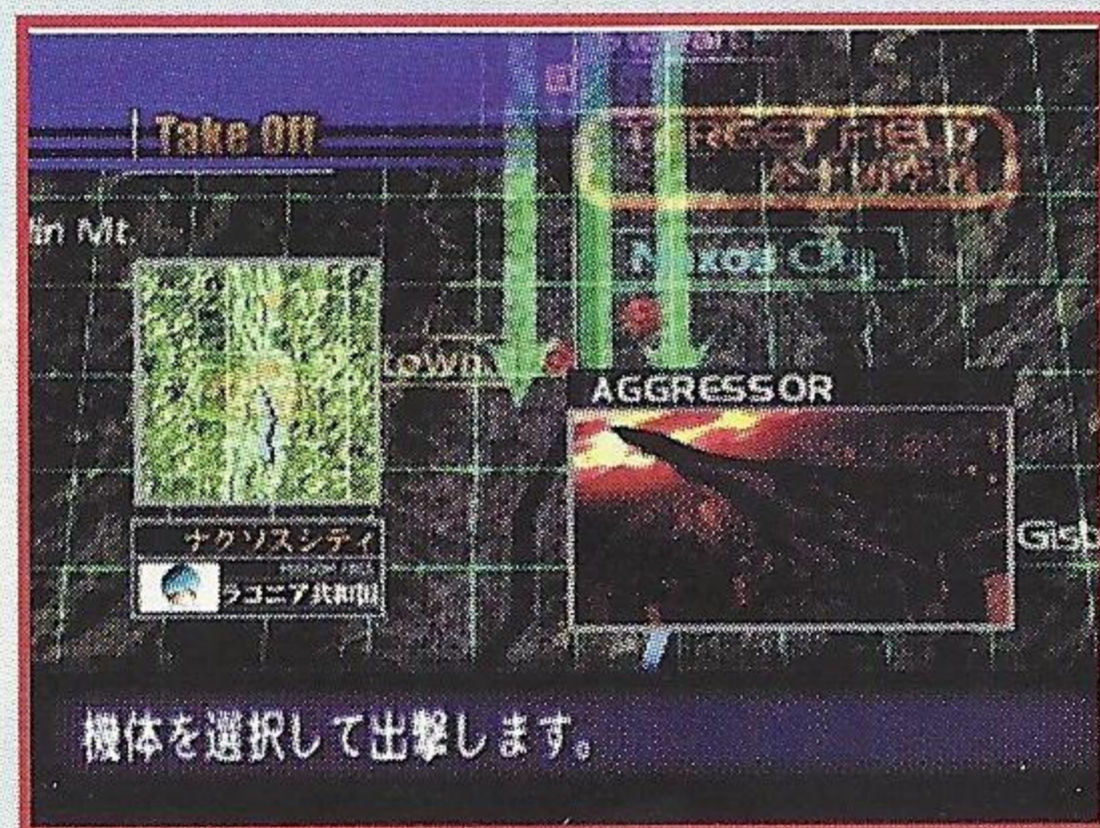 Take Off
TARGET FIELD
in Mt.
Naxos City
town
AGGRESSOR
ナクソスシティ
ラコニア共和国
Gisb
機体を選択して出撃します。